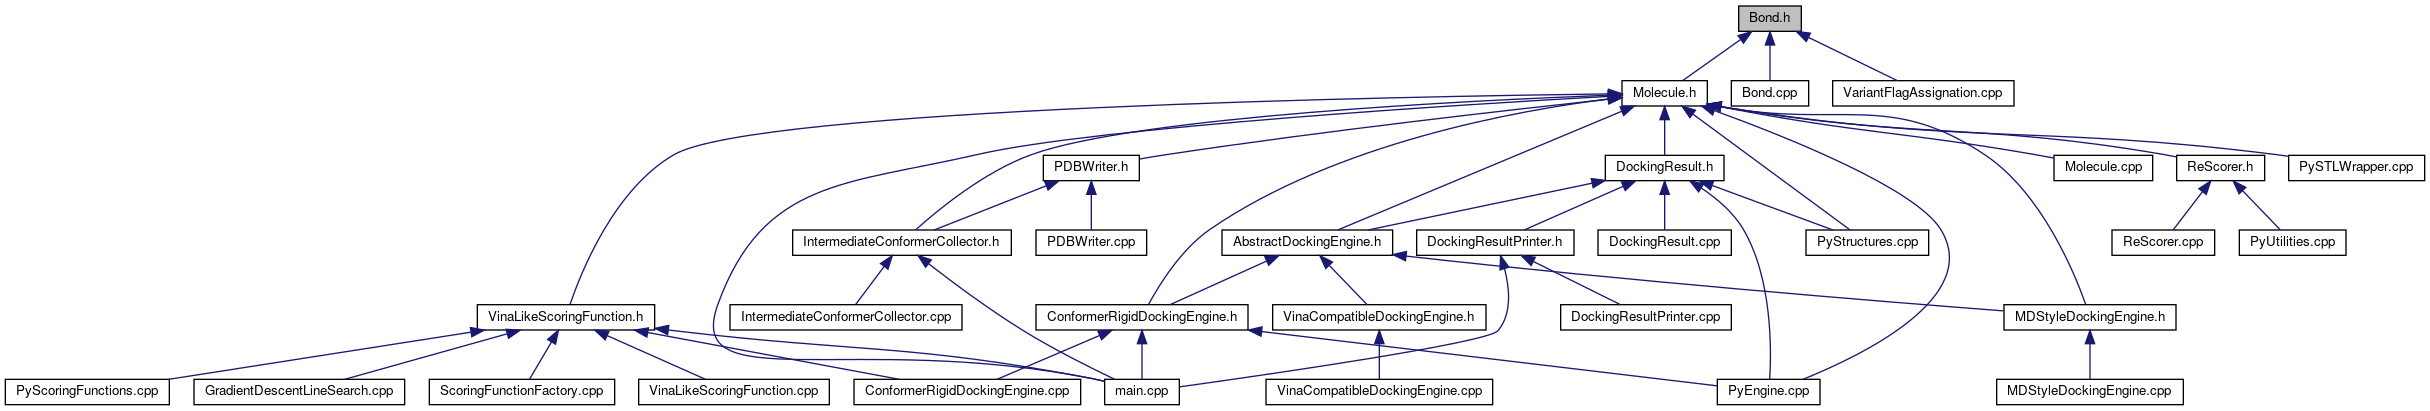 Bond.h
Molecule.h
Bond.cpp
VariantFlagAssignation.cpp
PDBWriter.h
DockingResult.h
Molecule.cpp
ReScorer.h
PySTLWrapper.cpp
IntermediateConformerCollector.h
PDBWriter.cpp
AbstractDockingEngine.h
DockingResultPrinter.h
DockingResult.cpp
PyStructures.cpp
ReScorer.cpp
PyUtilities.cpp
VinaLikeScoringFunction.h
IntermediateConformerCollector.cpp
ConformerRigidDockingEngine.h
VinaCompatibleDockingEngine.h
DockingResultPrinter.cpp
MDStyleDockingEngine.h
PyScoringFunctions.cpp
GradientDescentLineSearch.cpp
ScoringFunctionFactory.cpp
VinaLikeScoringFunction.cpp
ConformerRigidDockingEngine.cpp
main.cpp
VinaCompatibleDockingEngine.cpp
PyEngine.cpp
MDStyleDockingEngine.cpp